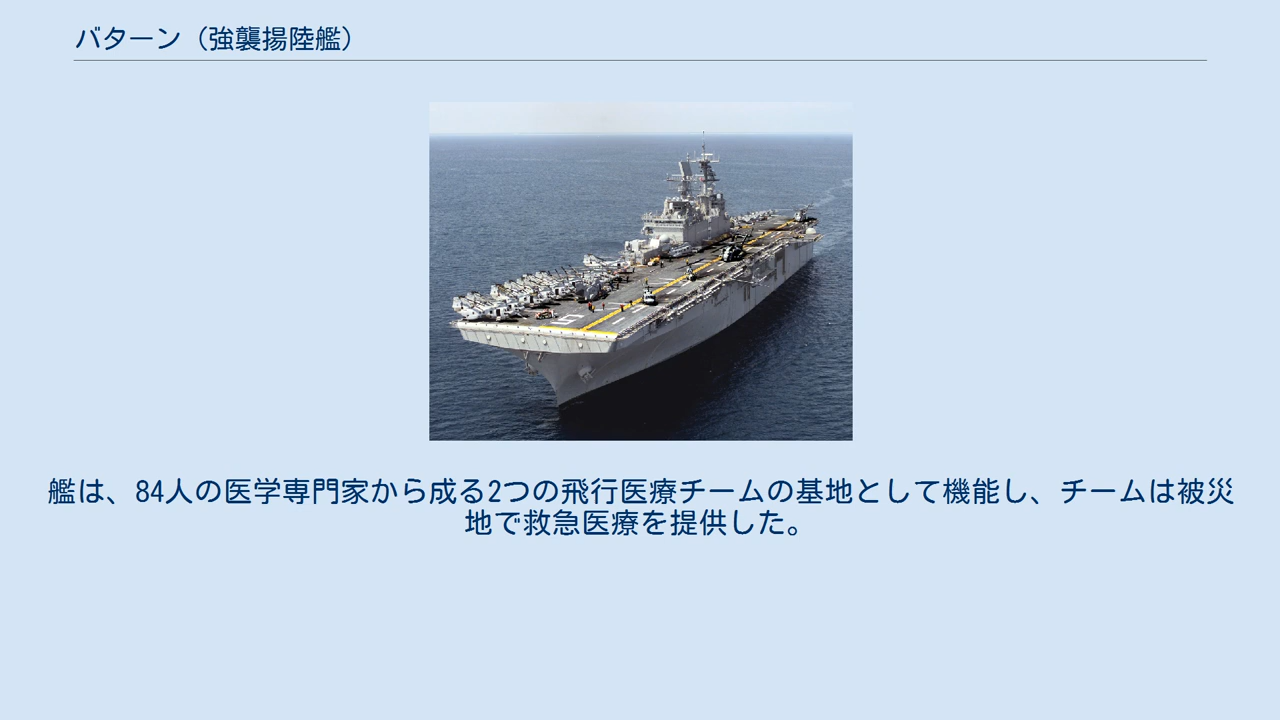 バターン（強襲揚陸艦）
5
艦は、84人の医学専門家から成る2つの飛行医療チームの基地として機能し、チームは被災
地で救急医療を提供した。